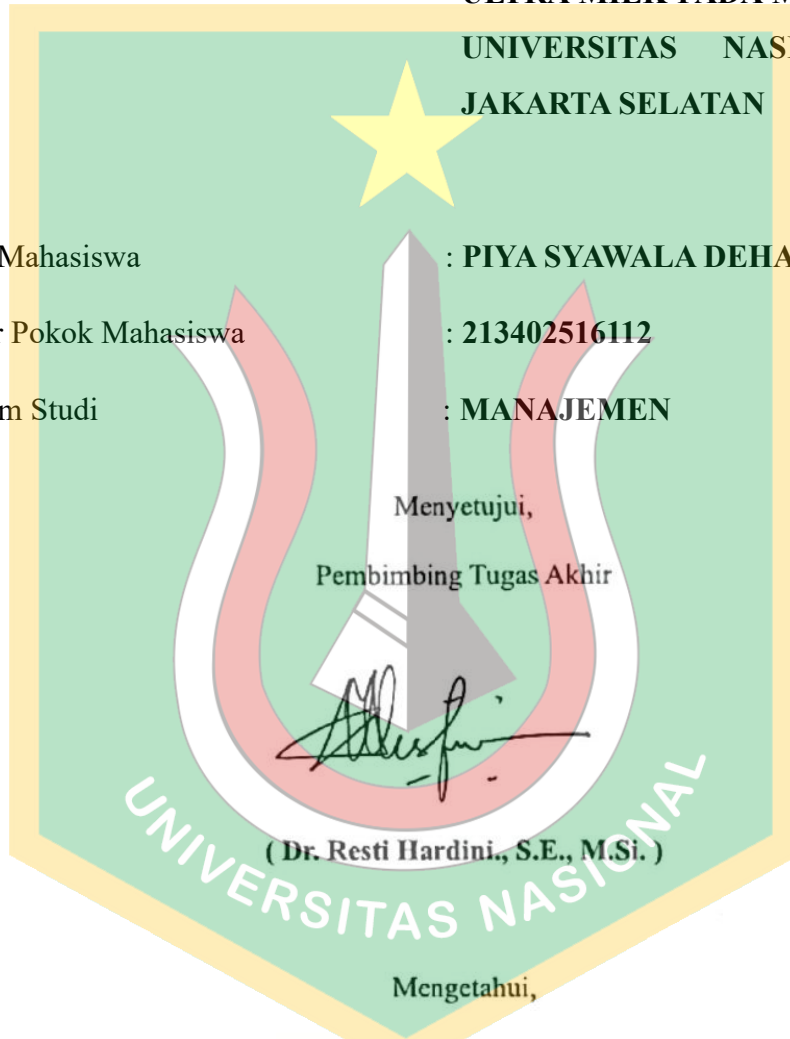 UNIVERSITAS NAS
JAKARTA SELATAN
Mahasiswa : PIYA SYAWALA DEHA
Pokok Mahasiswa : 213402516112
m Studi : MANAJEMEN
Menyetujui,
Pembimbing Tugas Akhir
( Dr. Resti Hardini., S.E., M.Si. )
UNIVERSITAS NASIONAL
Mengetahui,